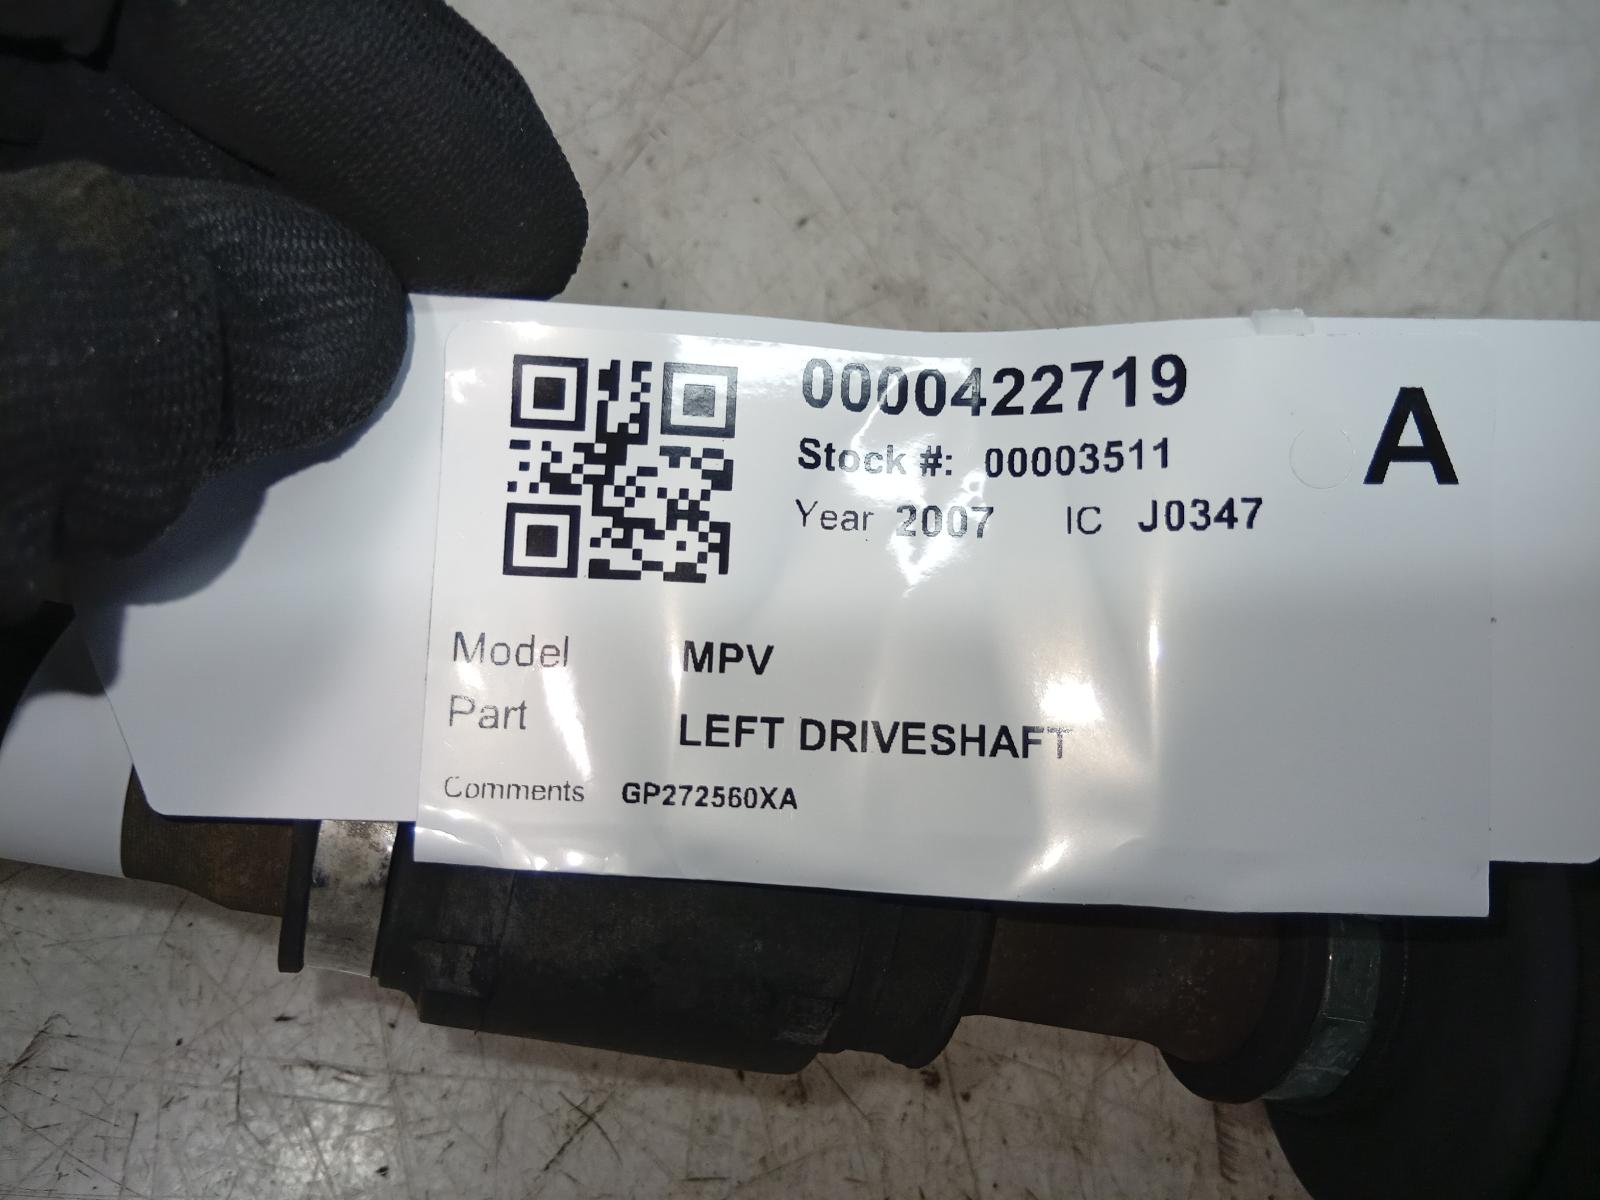 0000422719
A
Stock #: 00003511
Year 2007 IC J0347
Model MPV
Part LEFT DRIVESHAFT
Comments GP272560XA